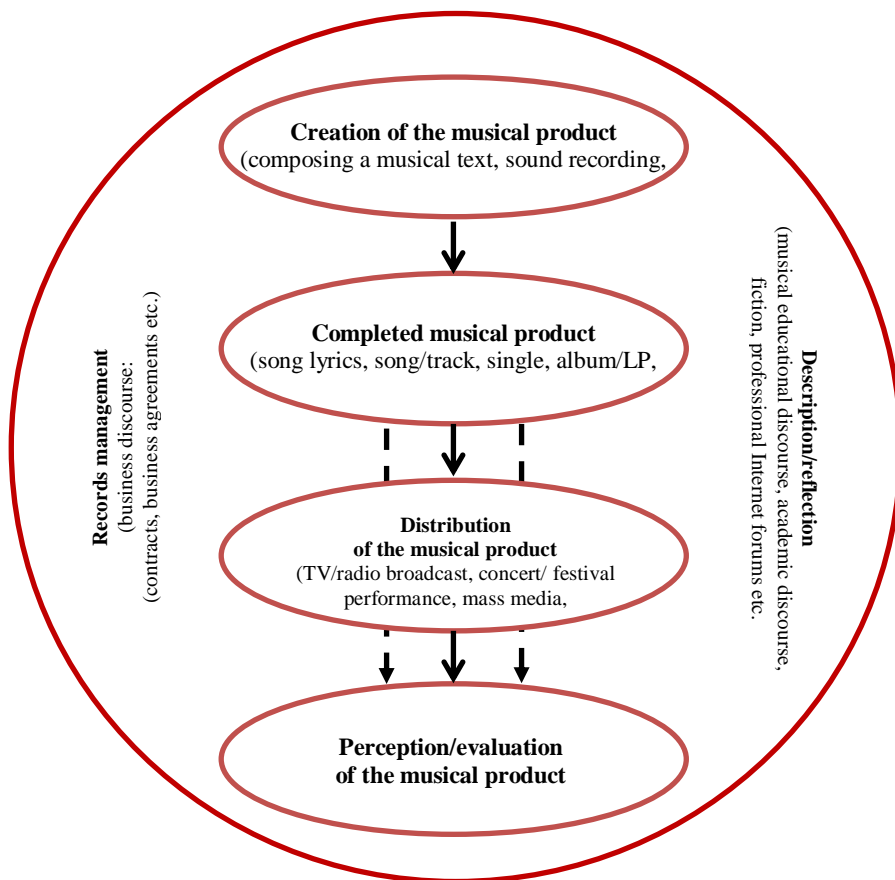 Creation of the musical product
(composing a musical text, sound recording,
Completed musical product
(song lyrics, song/track, single, album/LP,
Distribution
of the musical product
(TV/radio broadcast, concert/ festival
performance, mass media,
Perception/evaluation
of the musical product
Records management
(business discourse:
(contracts, business agreements etc.)
Description/reflection
(musical educational discourse, academic discourse,
fiction, professional Internet forums etc.